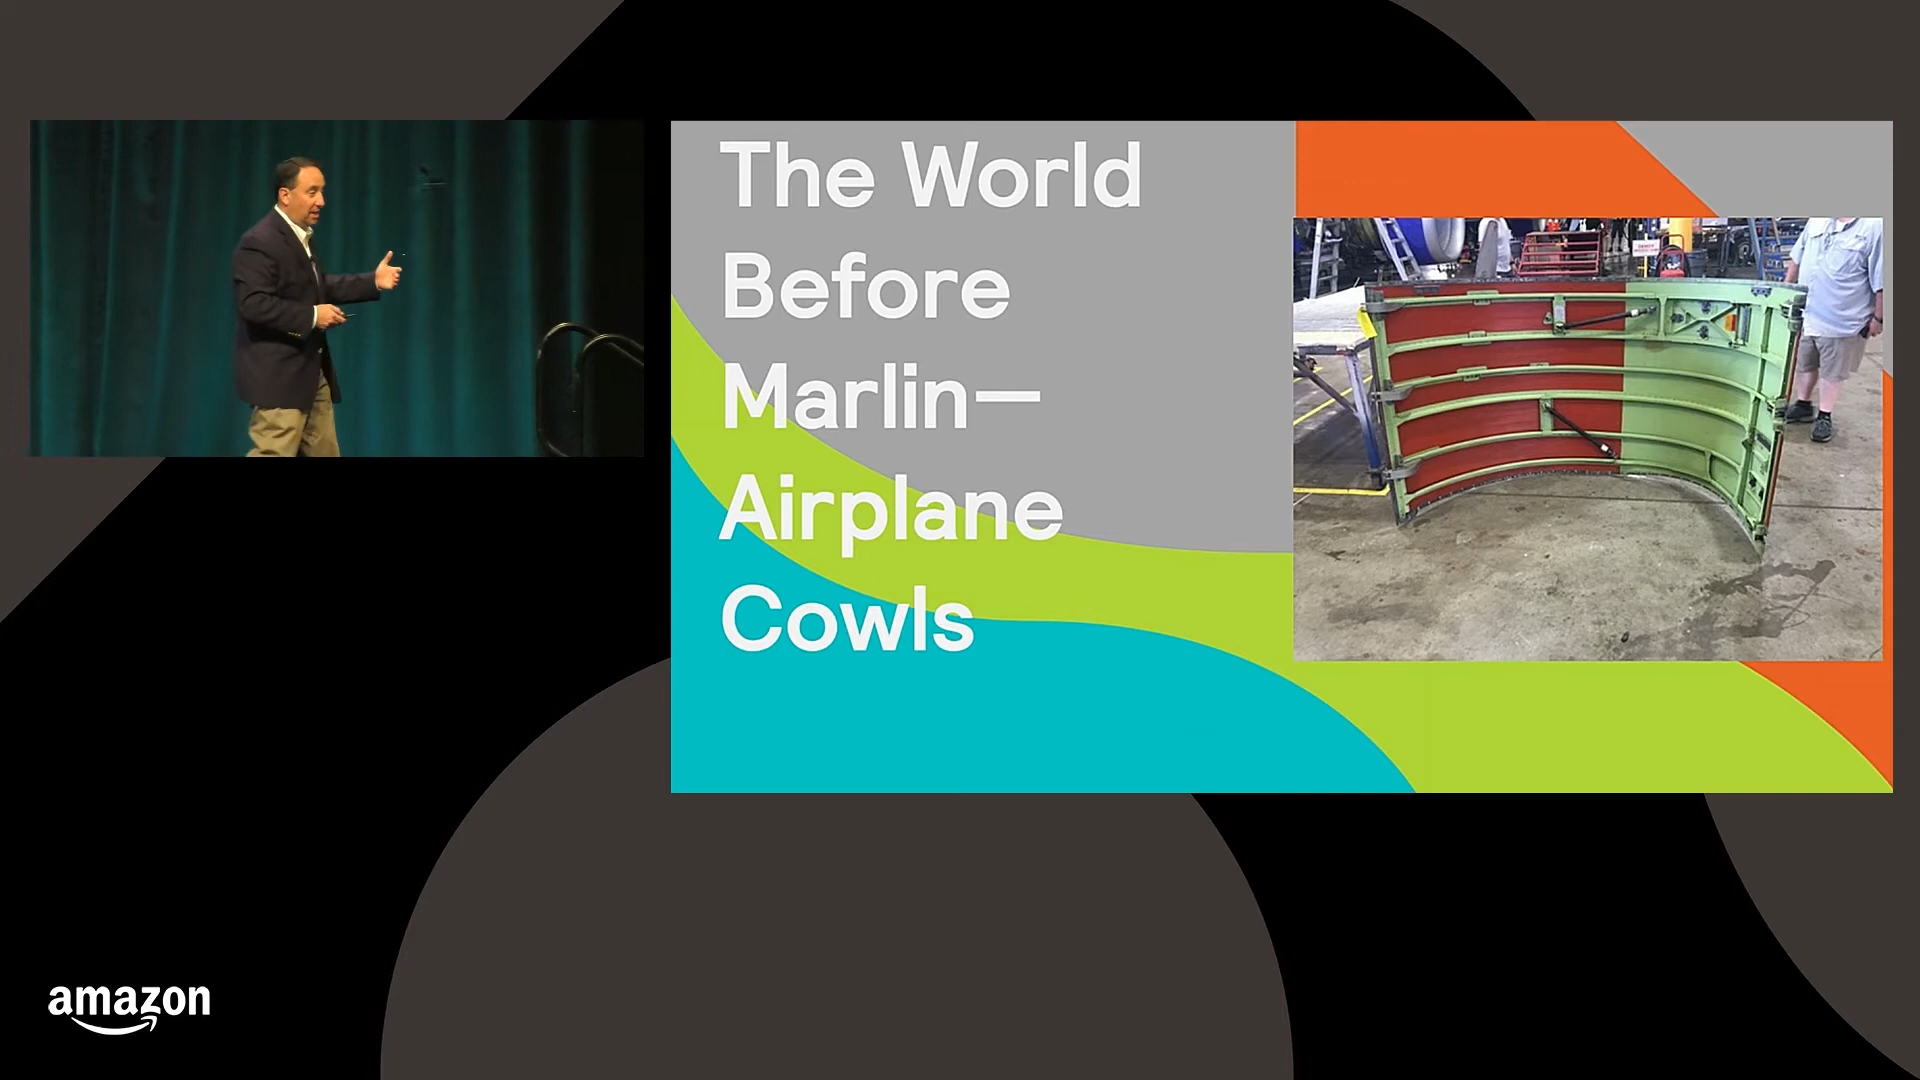 The World
Before
Marlin—
Airplane
Cowls
amazon